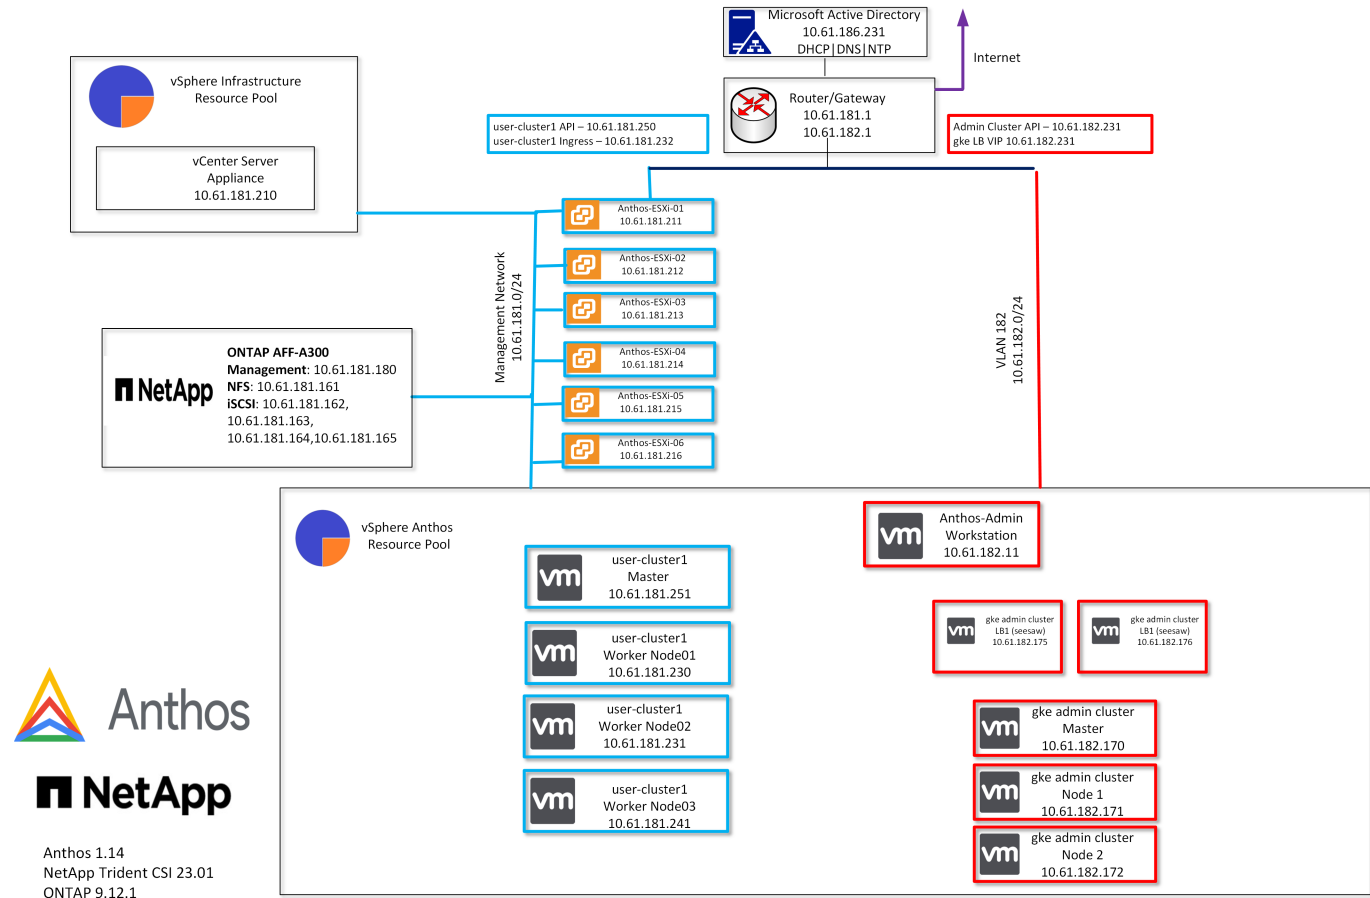 Microsoft Active Directory
10.61.186.231
DHCP|DNS|NTP
Internet
vSphere Infrastructure
Resource Pool
vCenter Server
Appliance
10.61.181.210
Router/Gateway
10.61.181.1
10.61.182.1
user-cluster1 API – 10.61.181.250
user-cluster1 Ingress – 10.61.181.232
Admin Cluster API – 10.61.182.231
gke LB VIP 10.61.182.231
Anthos-ESXi-01
10.61.181.211
Anthos-ESXi-02
10.61.181.212
Anthos-ESXi-03
10.61.181.213
Anthos-ESXi-04
10.61.181.214
Anthos-ESXi-05
10.61.181.215
Anthos-ESXi-06
10.61.181.216
Management Network
10.61.181.0/24
VLAN 182
10.61.182.0/24
NetApp
ONTAP AFF-A300
Management: 10.61.181.180
NFS: 10.61.181.161
iSCSI: 10.61.181.162,
10.61.181.163,
10.61.181.164,10.61.181.165
vSphere Anthos
Resource Pool
vm
user-cluster1
Master
10.61.181.251
vm
user-cluster1
Worker Node01
10.61.181.230
vm
user-cluster1
Worker Node02
10.61.181.231
vm
user-cluster1
Worker Node03
10.61.181.241
vm
Anthos-Admin
Workstation
10.61.182.11
vm
gke admin cluster
LB1 (seesaw)
10.61.182.175
vm
gke admin cluster
LB1 (seesaw)
10.61.182.176
vm
gke admin cluster
Master
10.61.182.170
vm
gke admin cluster
Node 1
10.61.182.171
vm
gke admin cluster
Node 2
10.61.182.172
Anthos
NetApp
Anthos 1.14
NetApp Trident CSI 23.01
ONTAP 9.12.1